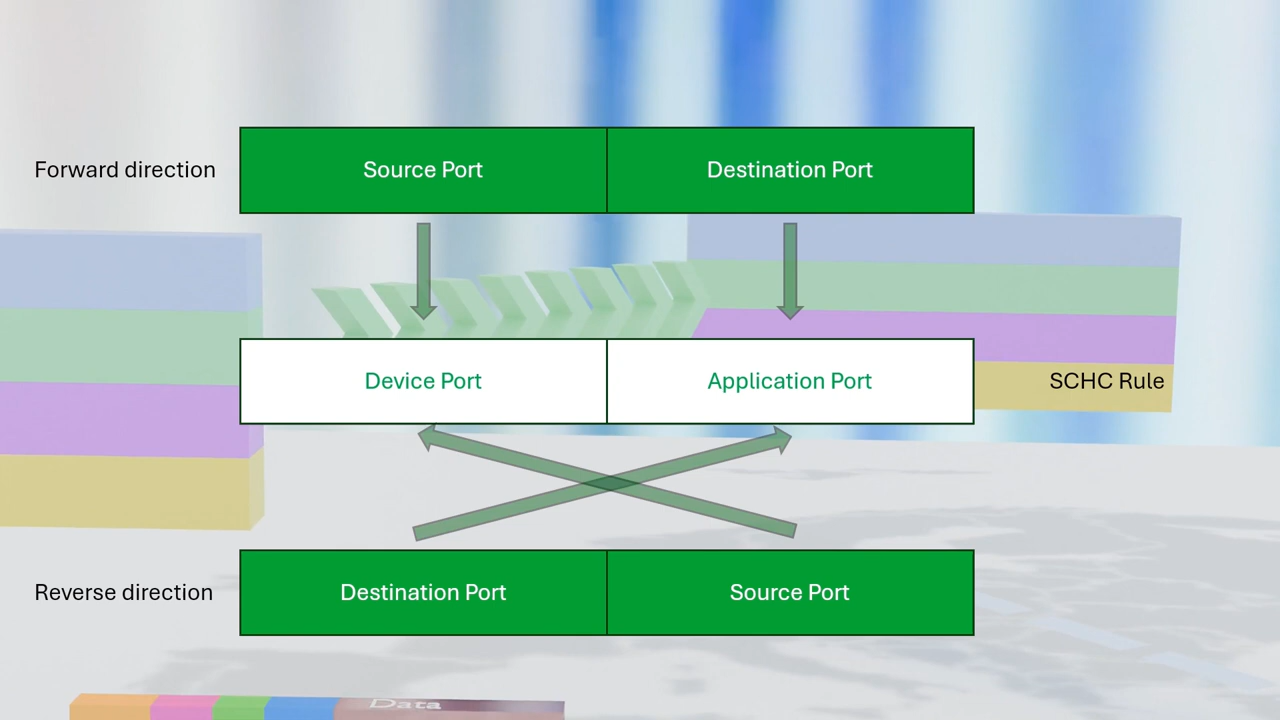 Forward direction
Source Port
Destination Port
Device Port
Application Port
SCHC Rule
Reverse direction
Destination Port
Source Port
Data